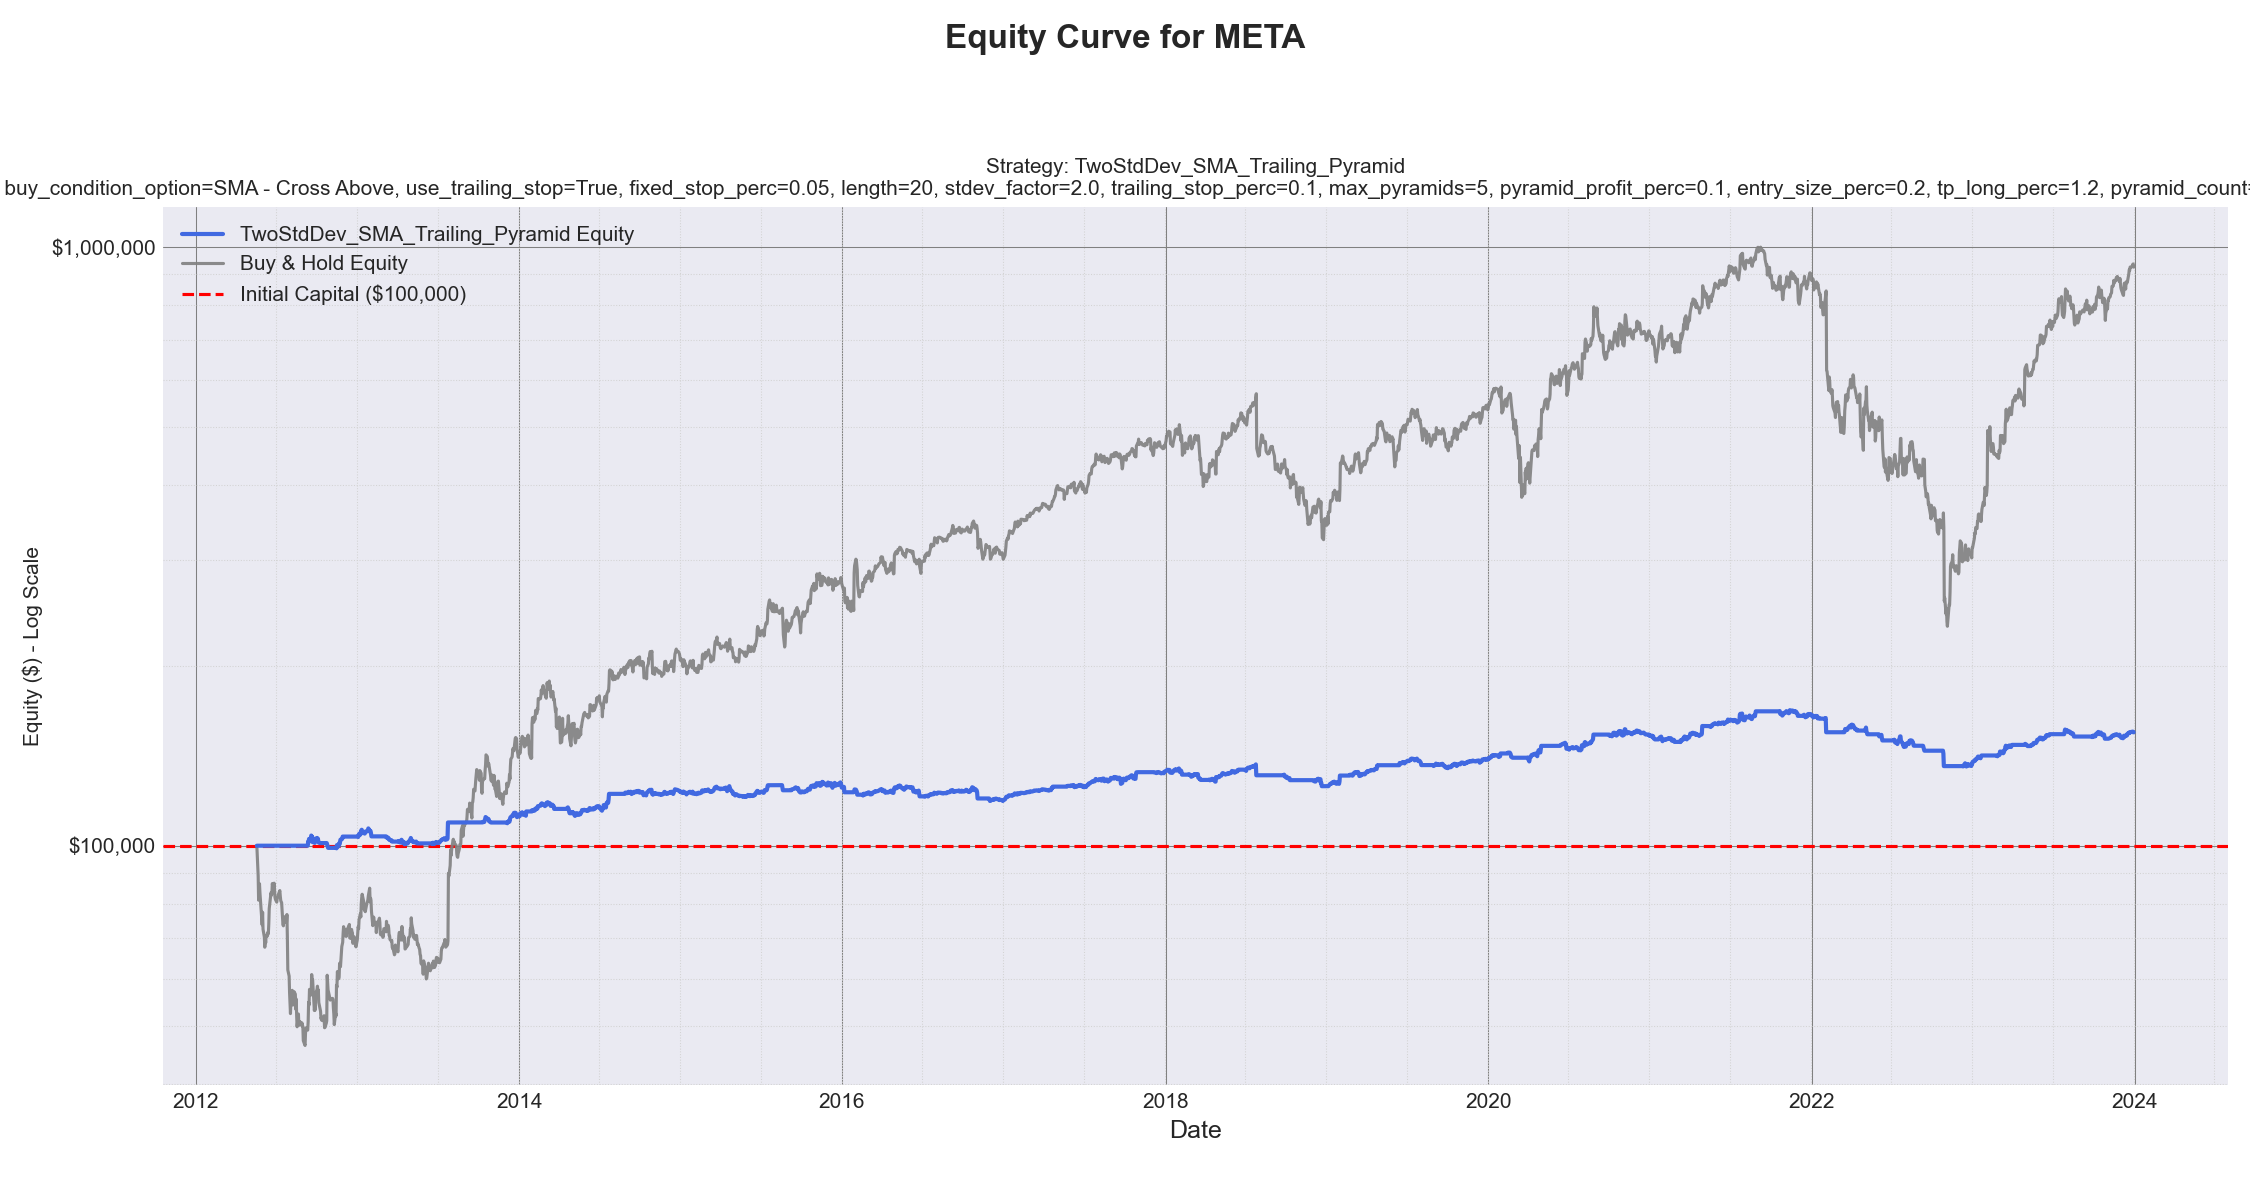 Equity Curve for META
Strategy: TwoStdDev_SMA_Trailing_Pyramid
buy_condition_option=SMA - Cross Above, use_trailing_stop=True, fixed_stop_perc=0.05, length=20, stdev_factor=2.0, trailing_stop_perc=0.1, max_pyramids=5, pyramid_profit_perc=0.1, entry_size_perc=0.2, tp_long_perc=1.2, pyramid_count=
TwoStdDev_SMA_Trailing_Pyramid Equity
Buy & Hold Equity
Initial Capital ($100,000)
$1,000,000
$100,000
Equity ($) - Log Scale
2012
2014
2016
2018
2020
2022
2024
Date